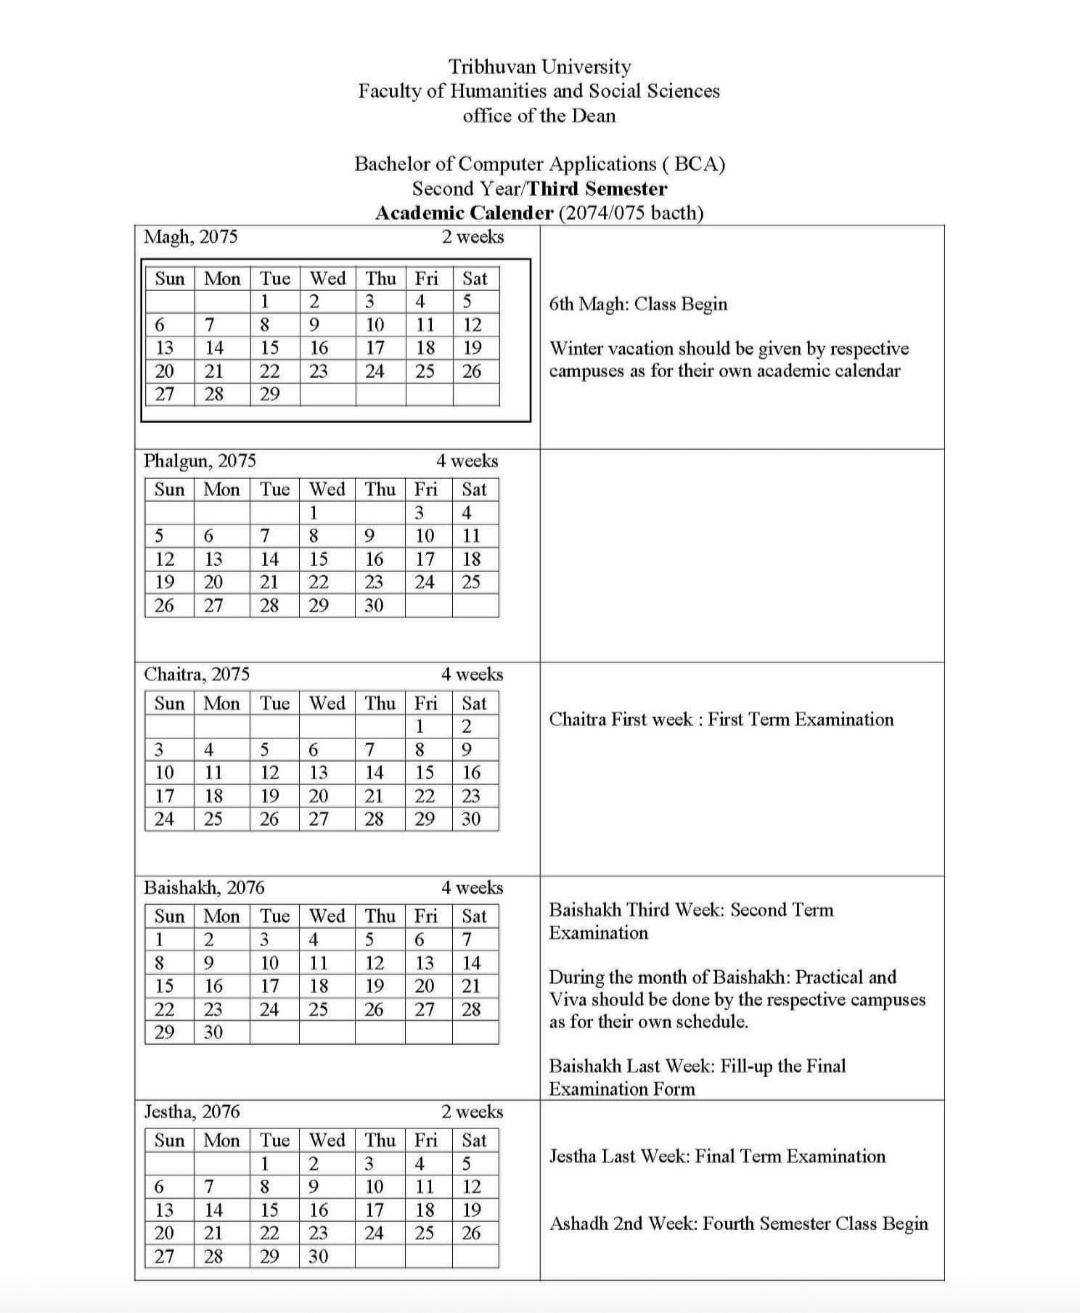 Tribhuvan University
Faculty of Humanities and Social Sciences
office of the Dean
Bachelor of Computer Applications ( BCA)
Second Year/Third Semester
Academic Calender (2074/075 bacth)
Magh, 2075 2 weeks
Sun Mon Tue Wed Thu Fri Sat
1 2 3 4 5
6 7 8 9 10 11 12
13 14 15 16 17 18 19
20 21 22 23 24 25 26
27 28 29
6th Magh: Class Begin
Winter vacation should be given by respective
campuses as for their own academic calendar
Phalgun, 2075 4 weeks
Sun Mon Tue Wed Thu Fri Sat
1 3 4
5 6 7 8 9 10 11
12 13 14 15 16 17 18
19 20 21 22 23 24 25
26 27 28 29 30
Chaitra, 2075 4 weeks
Sun Mon Tue Wed Thu Fri Sat
1 2
3 4 5 6 7 8 9
10 11 12 13 14 15 16
17 18 19 20 21 22 23
24 25 26 27 28 29 30
Chaitra First week : First Term Examination
Baishakh, 2076 4 weeks
Sun Mon Tue Wed Thu Fri Sat
1 2 3 4 5 6 7
8 9 10 11 12 13 14
15 16 17 18 19 20 21
22 23 24 25 26 27 28
29 30
Baishakh Third Week: Second Term
Examination
During the month of Baishakh: Practical and
Viva should be done by the respective campuses
as for their own schedule.
Baishakh Last Week: Fill-up the Final
Examination Form
Jestha, 2076 2 weeks
Sun Mon Tue Wed Thu Fri Sat
1 2 3 4 5
6 7 8 9 10 11 12
13 14 15 16 17 18 19
20 21 22 23 24 25 26
27 28 29 30
Jestha Last Week: Final Term Examination
Ashadh 2nd Week: Fourth Semester Class Begin